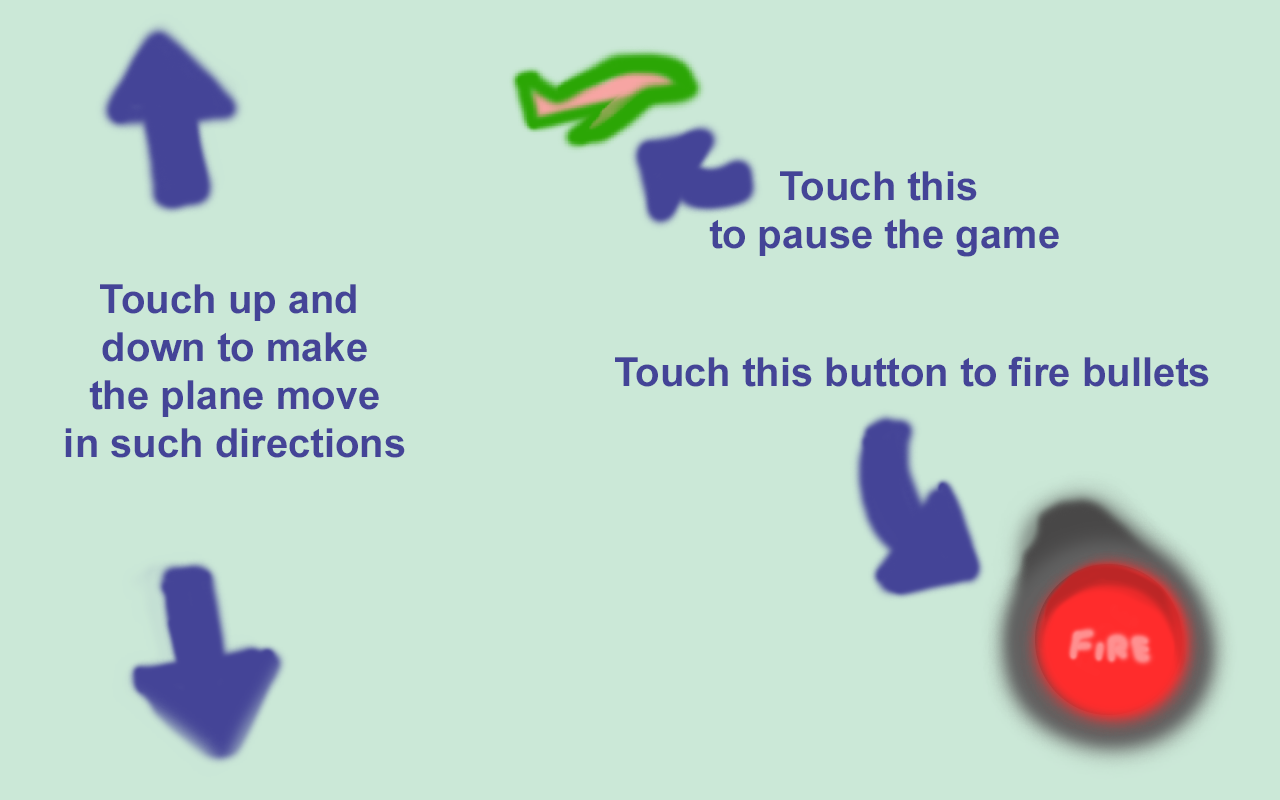 Touch this
to pause the game
Touch up and
down to make
the plane move
in such directions
Touch this button to fire bullets
FIRE